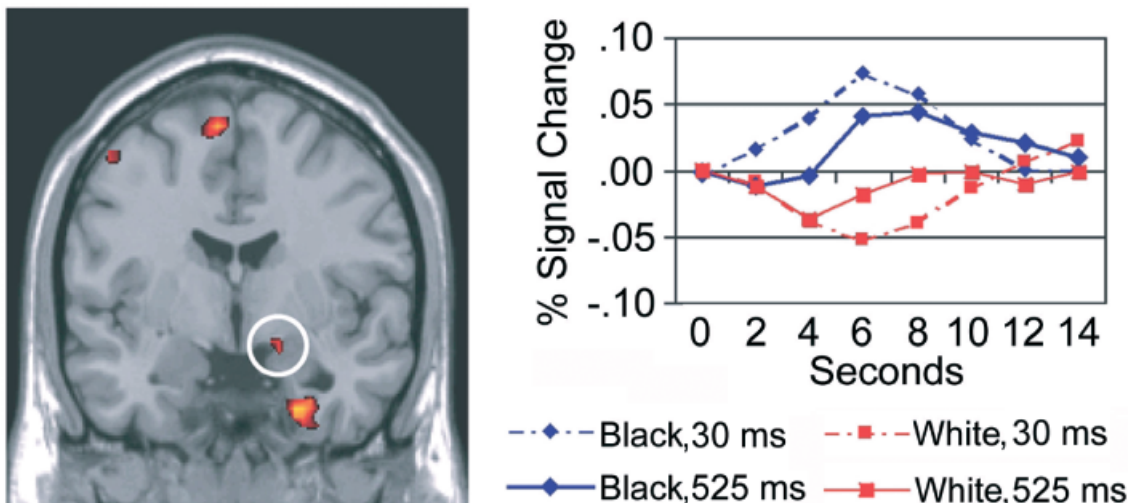 % Signal Change
.10
.05
.00
-.05
-.10
0 2 4 6 8 10 12 14
Seconds
Black, 30 ms White, 30 ms
Black, 525 ms White, 525 ms